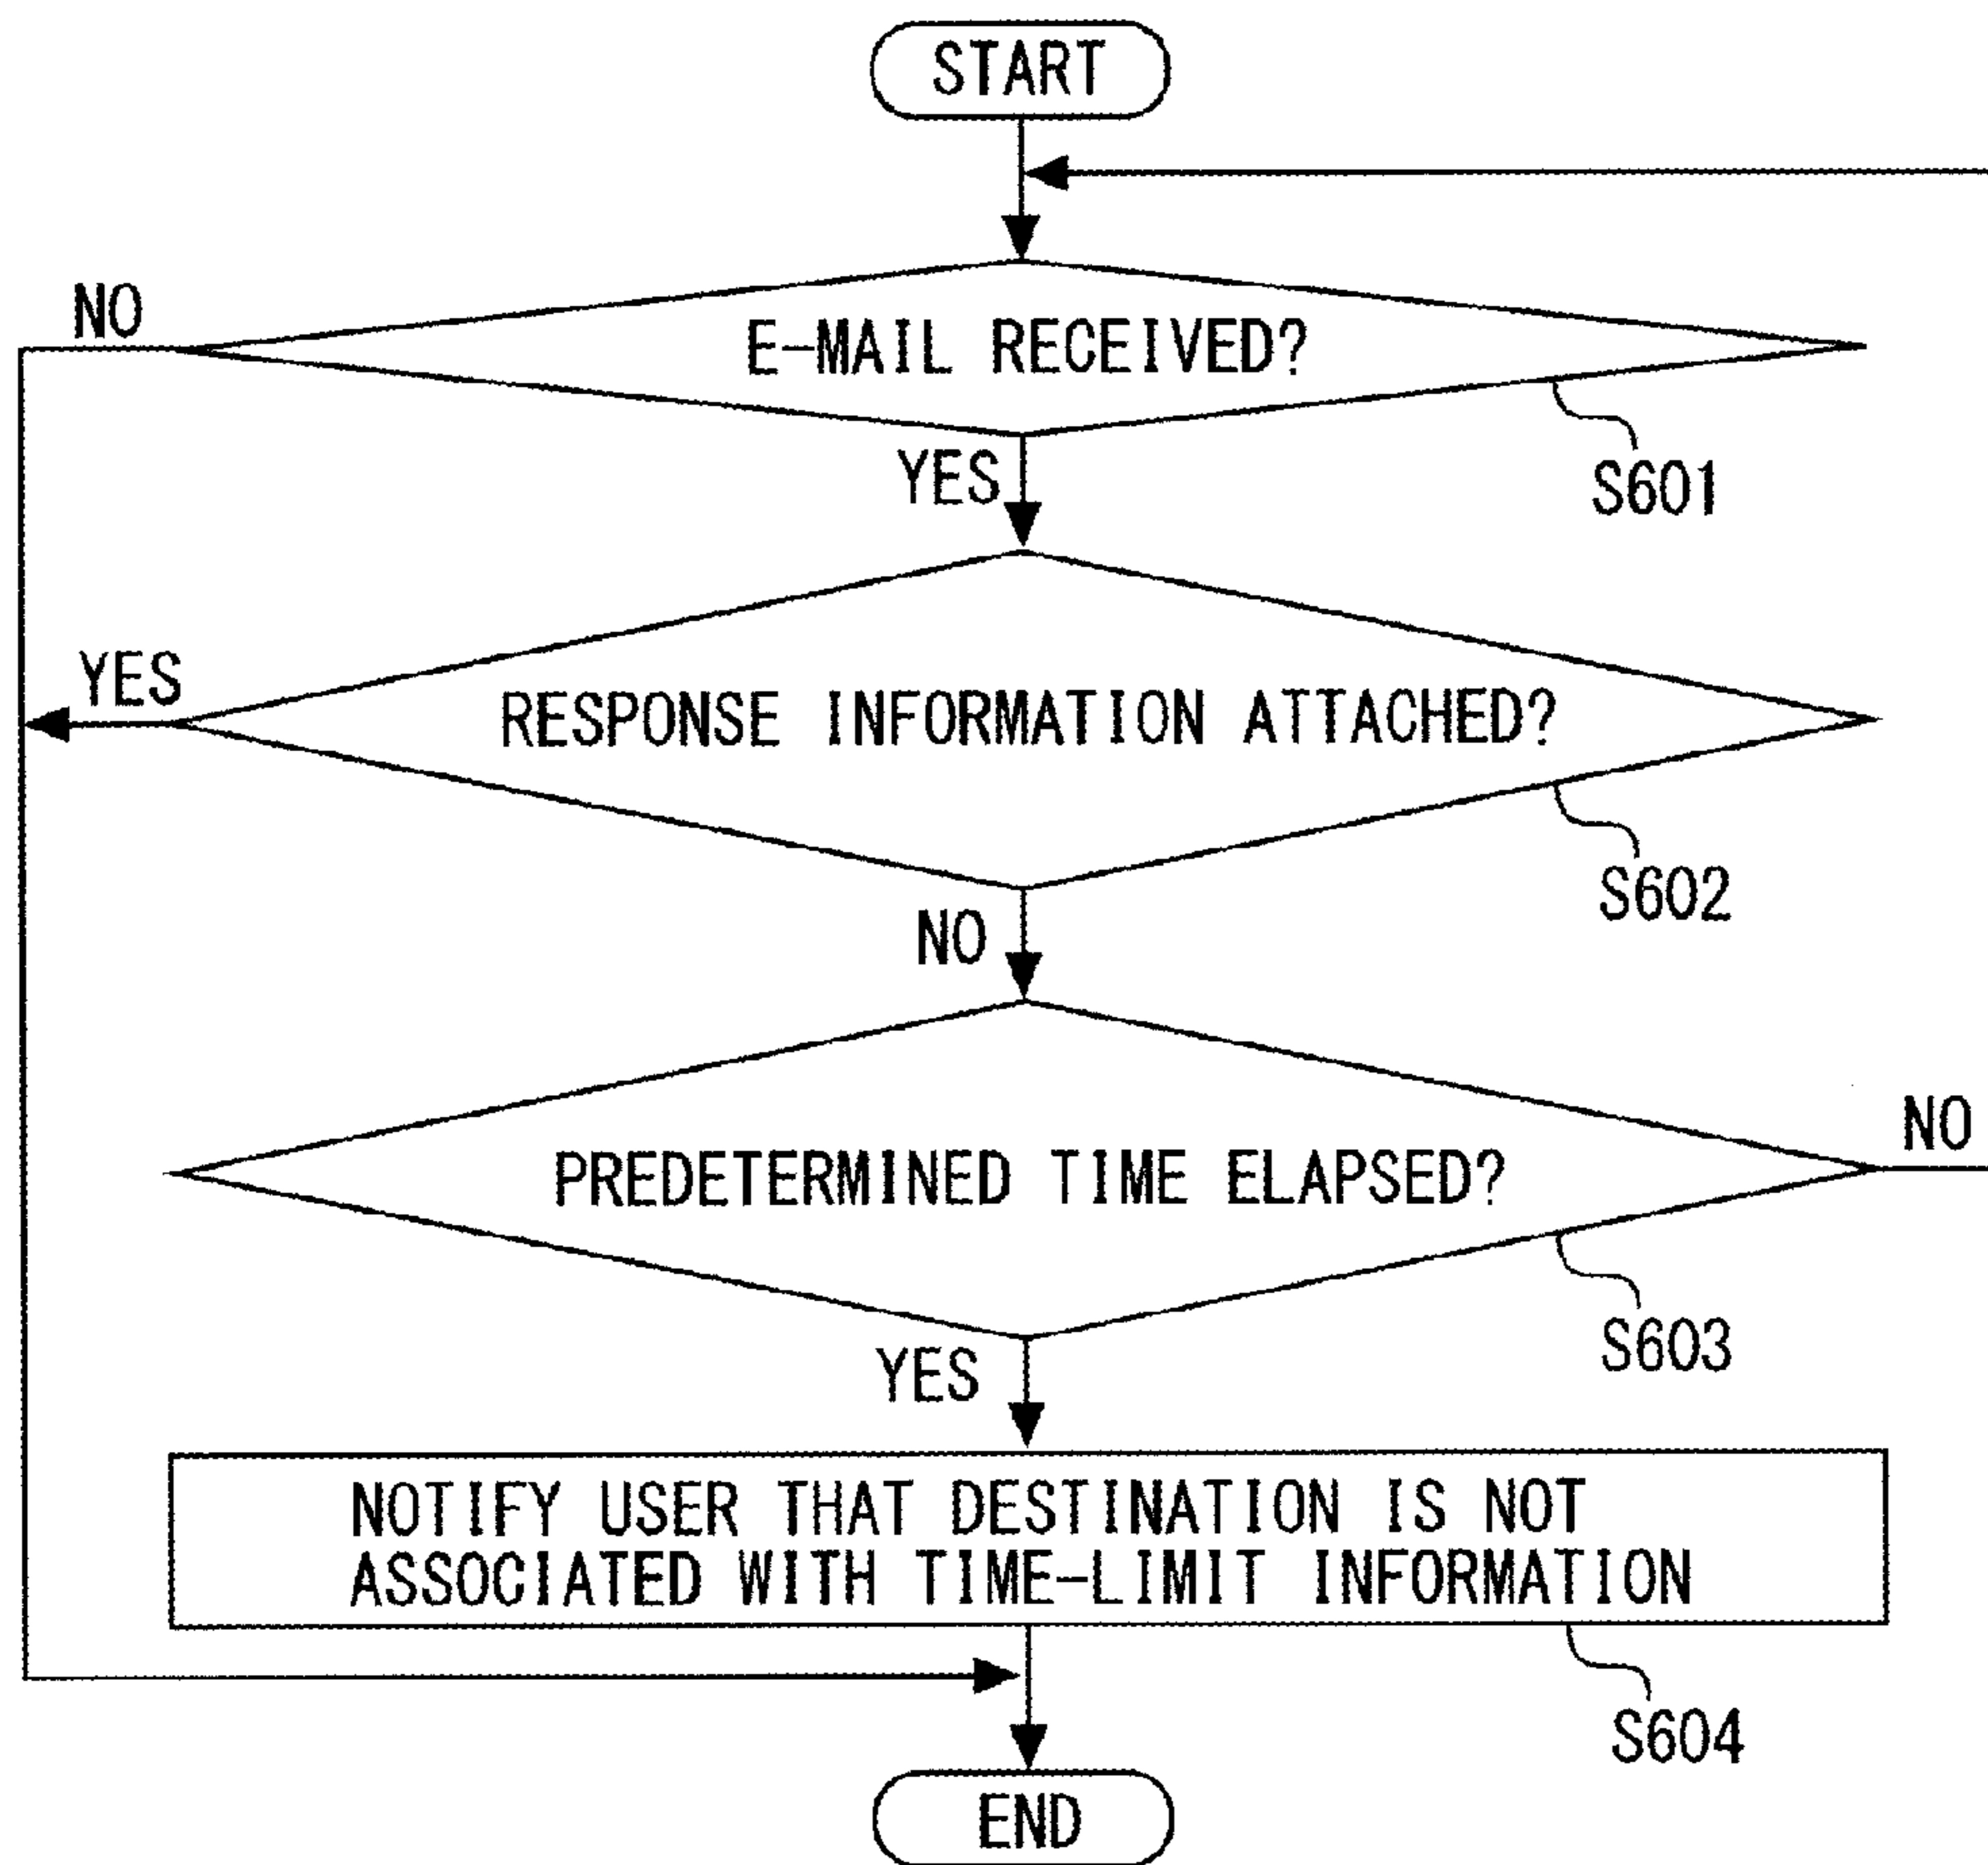 START
NO
E-MAIL RECEIVED?
YES
S601
YES
RESPONSE INFORMATION ATTACHED?
S602
NO
NO
PREDETERMINED TIME ELAPSED?
S603
YES
NOTIFY USER THAT DESTINATION IS NOT
ASSOCIATED WITH TIME-LIMIT INFORMATION
S604
END